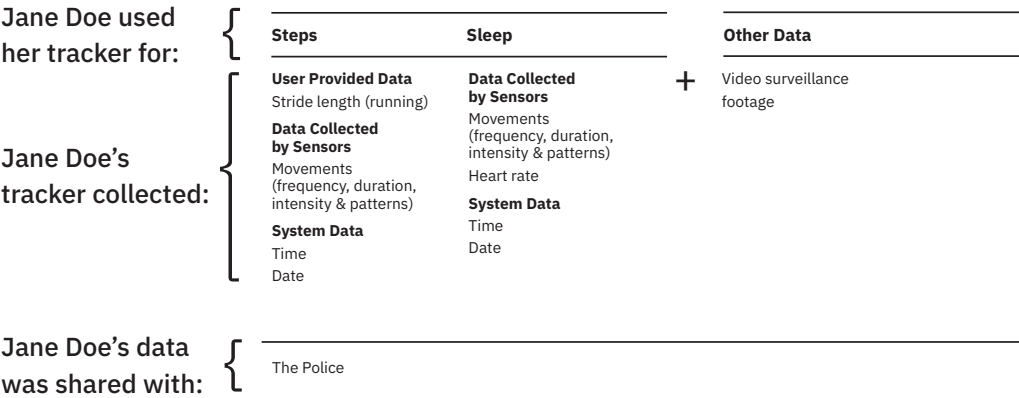 Jane Doe used
her tracker for:
Steps
Sleep
Other Data
Jane Doe's
tracker collected:
User Provided Data
Stride length (running)
Data Collected
by Sensors
Movements
(frequency, duration,
intensity & patterns)
System Data
Time
Date
Data Collected
by Sensors
Movements
(frequency, duration,
intensity & patterns)
Heart rate
System Data
Time
Date
+
Video surveillance
footage
Jane Doe's data
was shared with:
The Police